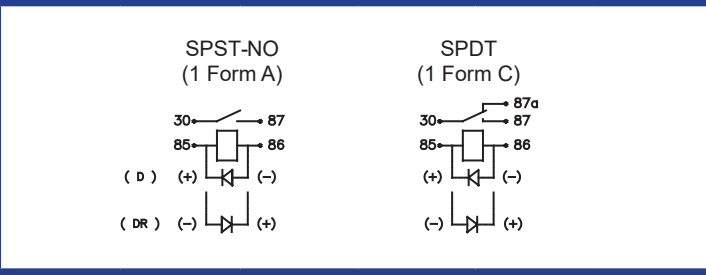 SPST-NO
(1 Form A)
30 87
85 86
( D ) (+) (-)
( DR ) (-) (+)
SPDT
(1 Form C)
87a
30 87
85 86
(+) (-)
(-) (+)